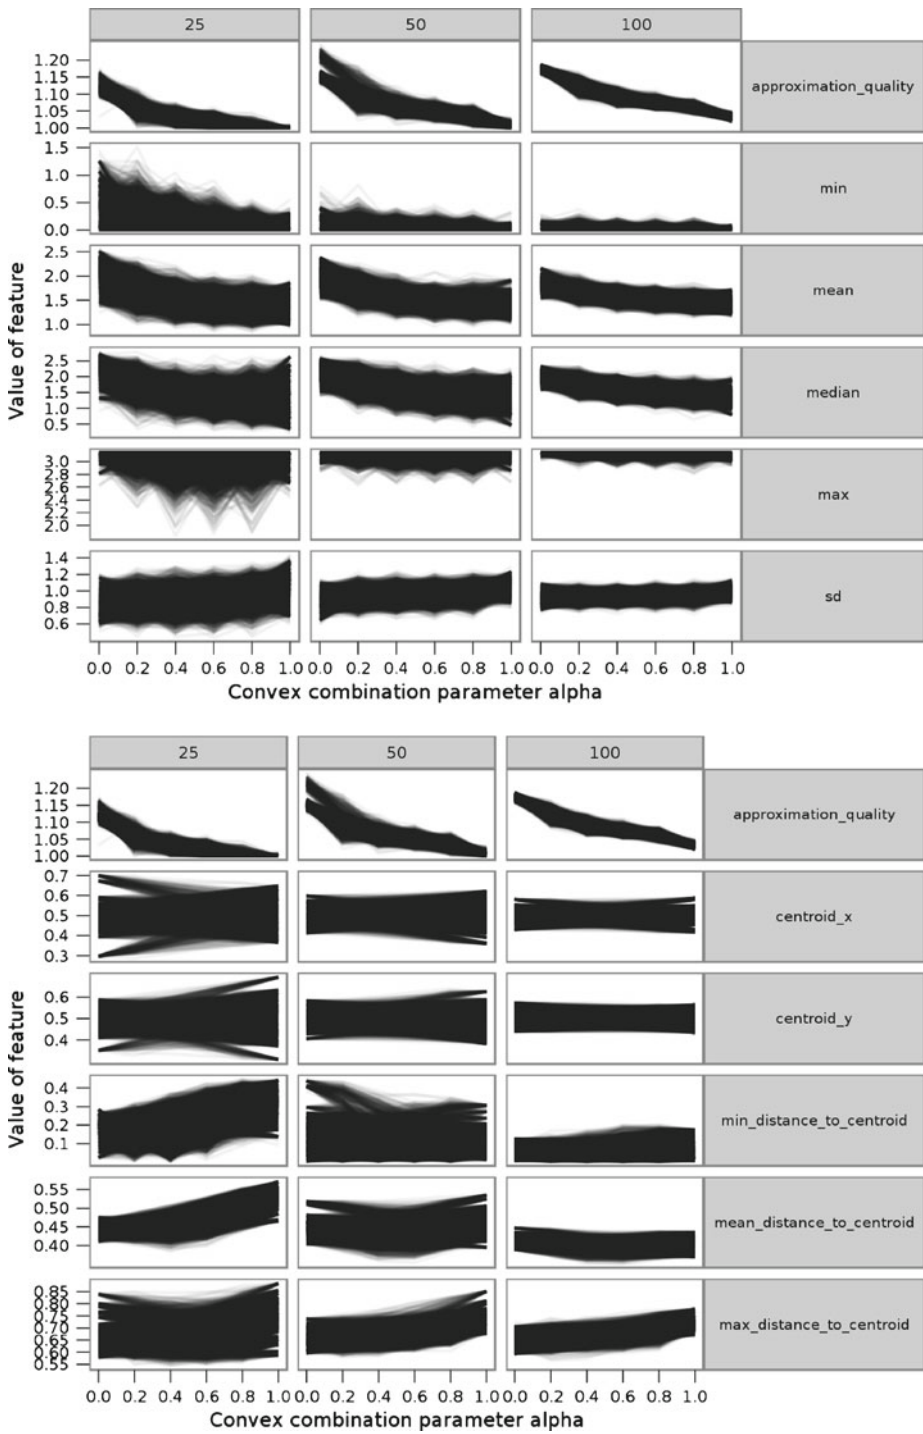 25 50 100
1.20
1.15
1.10
1.05
1.00
approximation_quality
1.5
1.0
0.5
0.0
min
2.5
2.0
1.5
1.0
mean
2.5
2.0
1.5
1.0
0.5
median
3.0
2.8
2.6
2.4
2.2
2.0
max
1.4
1.2
1.0
0.8
0.6
sd
Value of feature
0.0 0.2 0.4 0.6 0.8 1.0 0.0 0.2 0.4 0.6 0.8 1.0 0.0 0.2 0.4 0.6 0.8 1.0
Convex combination parameter alpha
25 50 100
1.20
1.15
1.10
1.05
1.00
approximation_quality
0.7
0.6
0.5
0.4
0.3
centroid_x
0.6
0.5
0.4
centroid_y
0.4
0.3
0.2
0.1
min_distance_to_centroid
0.55
0.50
0.45
0.40
mean_distance_to_centroid
0.85
0.80
0.75
0.70
0.65
0.60
0.55
max_distance_to_centroid
Value of feature
0.0 0.2 0.4 0.6 0.8 1.0 0.0 0.2 0.4 0.6 0.8 1.0 0.0 0.2 0.4 0.6 0.8 1.0
Convex combination parameter alpha